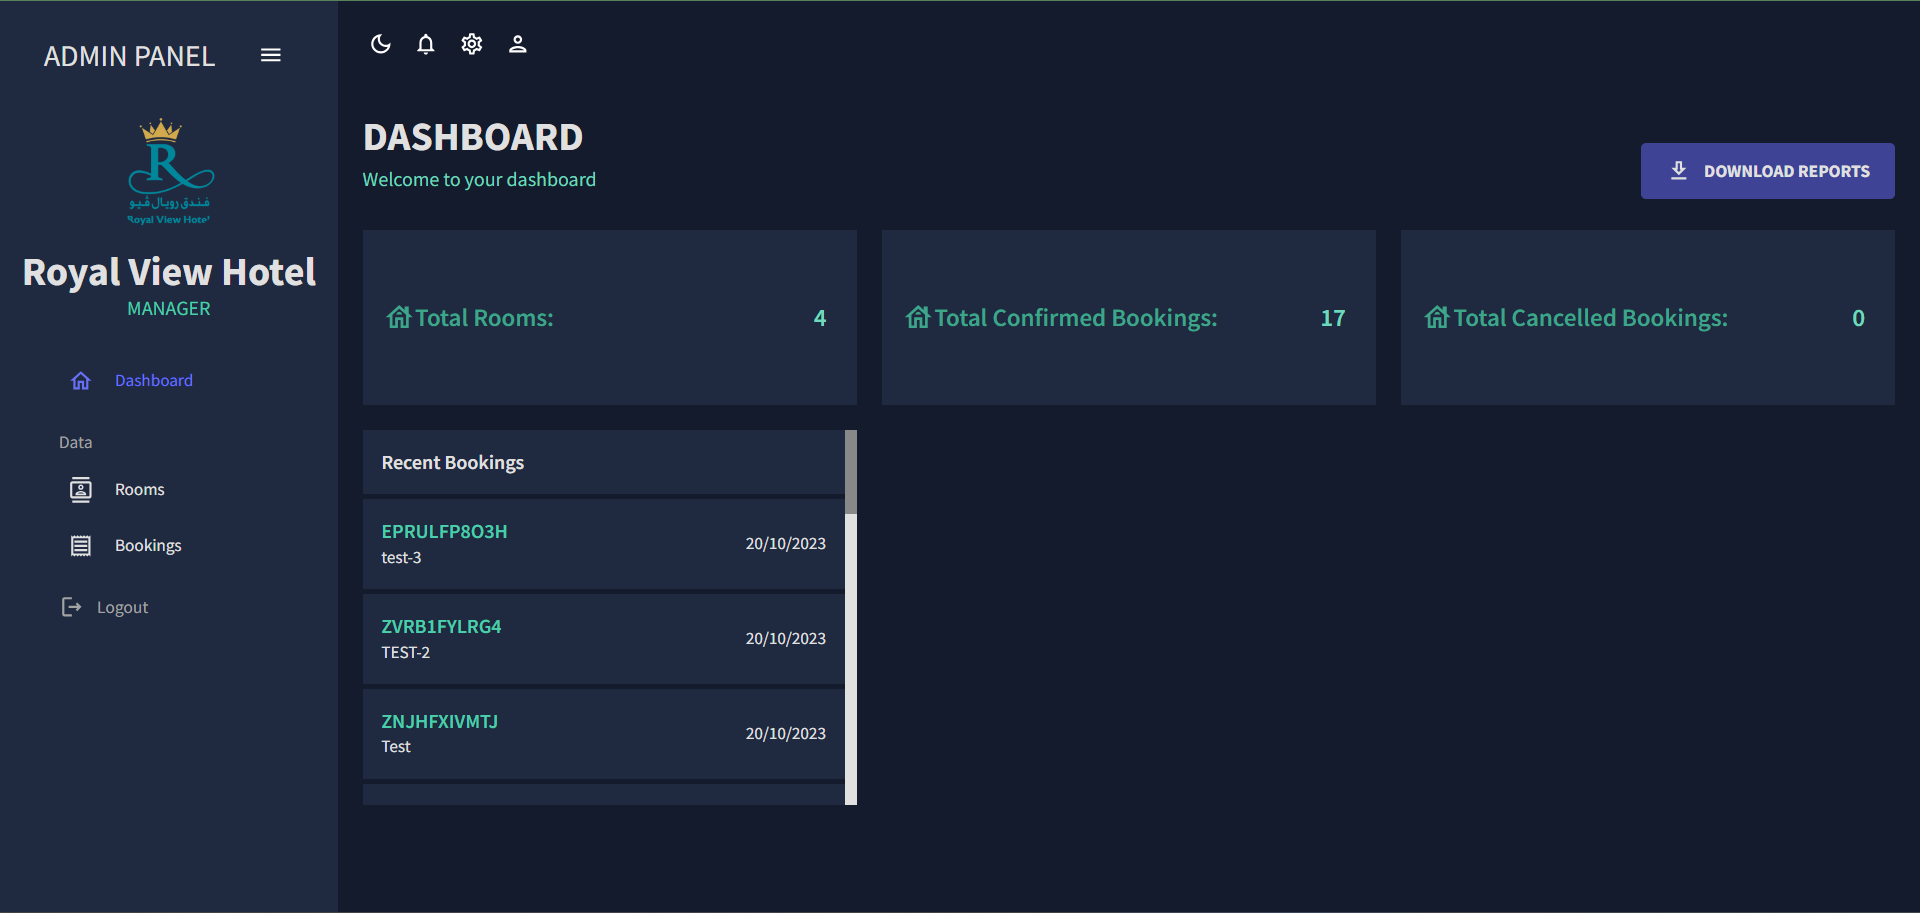 ADMIN PANEL
فندق رويال ڤيو
Royal View Hotel
Royal View Hotel
MANAGER
Dashboard
Data
Rooms
Bookings
Logout
DASHBOARD
Welcome to your dashboard
DOWNLOAD REPORTS
Total Rooms: 4
Total Confirmed Bookings: 17
Total Cancelled Bookings: 0
Recent Bookings
EPRULFP8O3H
test-3
20/10/2023
ZVRB1FYLRG4
TEST-2
20/10/2023
ZNJHFXIVMTJ
Test
20/10/2023